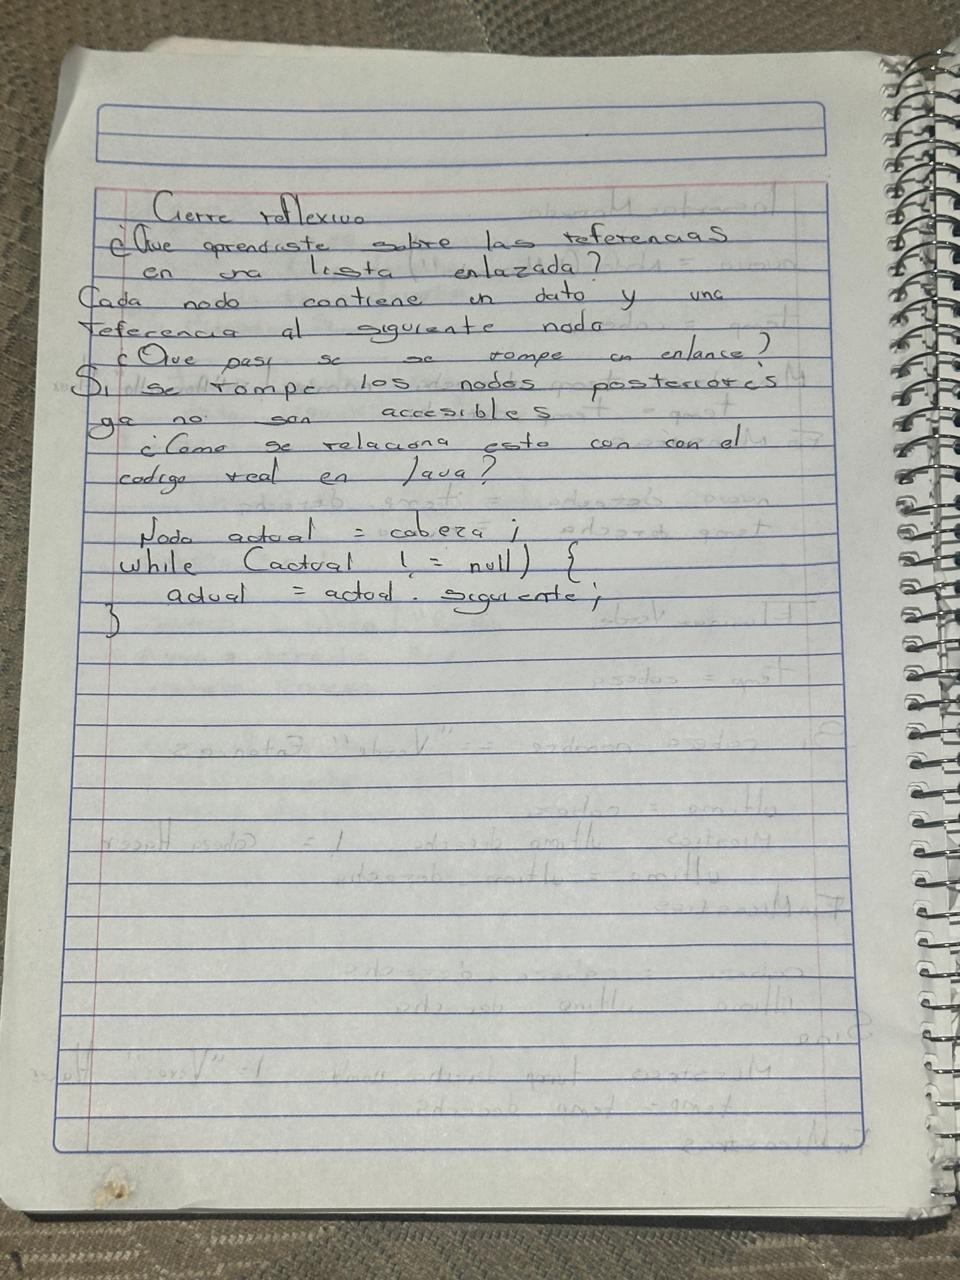 Cierre reflexivo
¿Que aprendiste sobre las referencias
en una lista enlazada?
Cada nodo contiene un dato y una
referencia al siguiente nodo
¿Que pasi se se rompe un enlance?
Si se rompe los nodos posteriores
ya no son accesibles
¿Como se relaciona esto con con el
codigo real en Java?
Nodo actual = cabeza ;
while (actual != null) {
actual = actual . siguiente ;
}